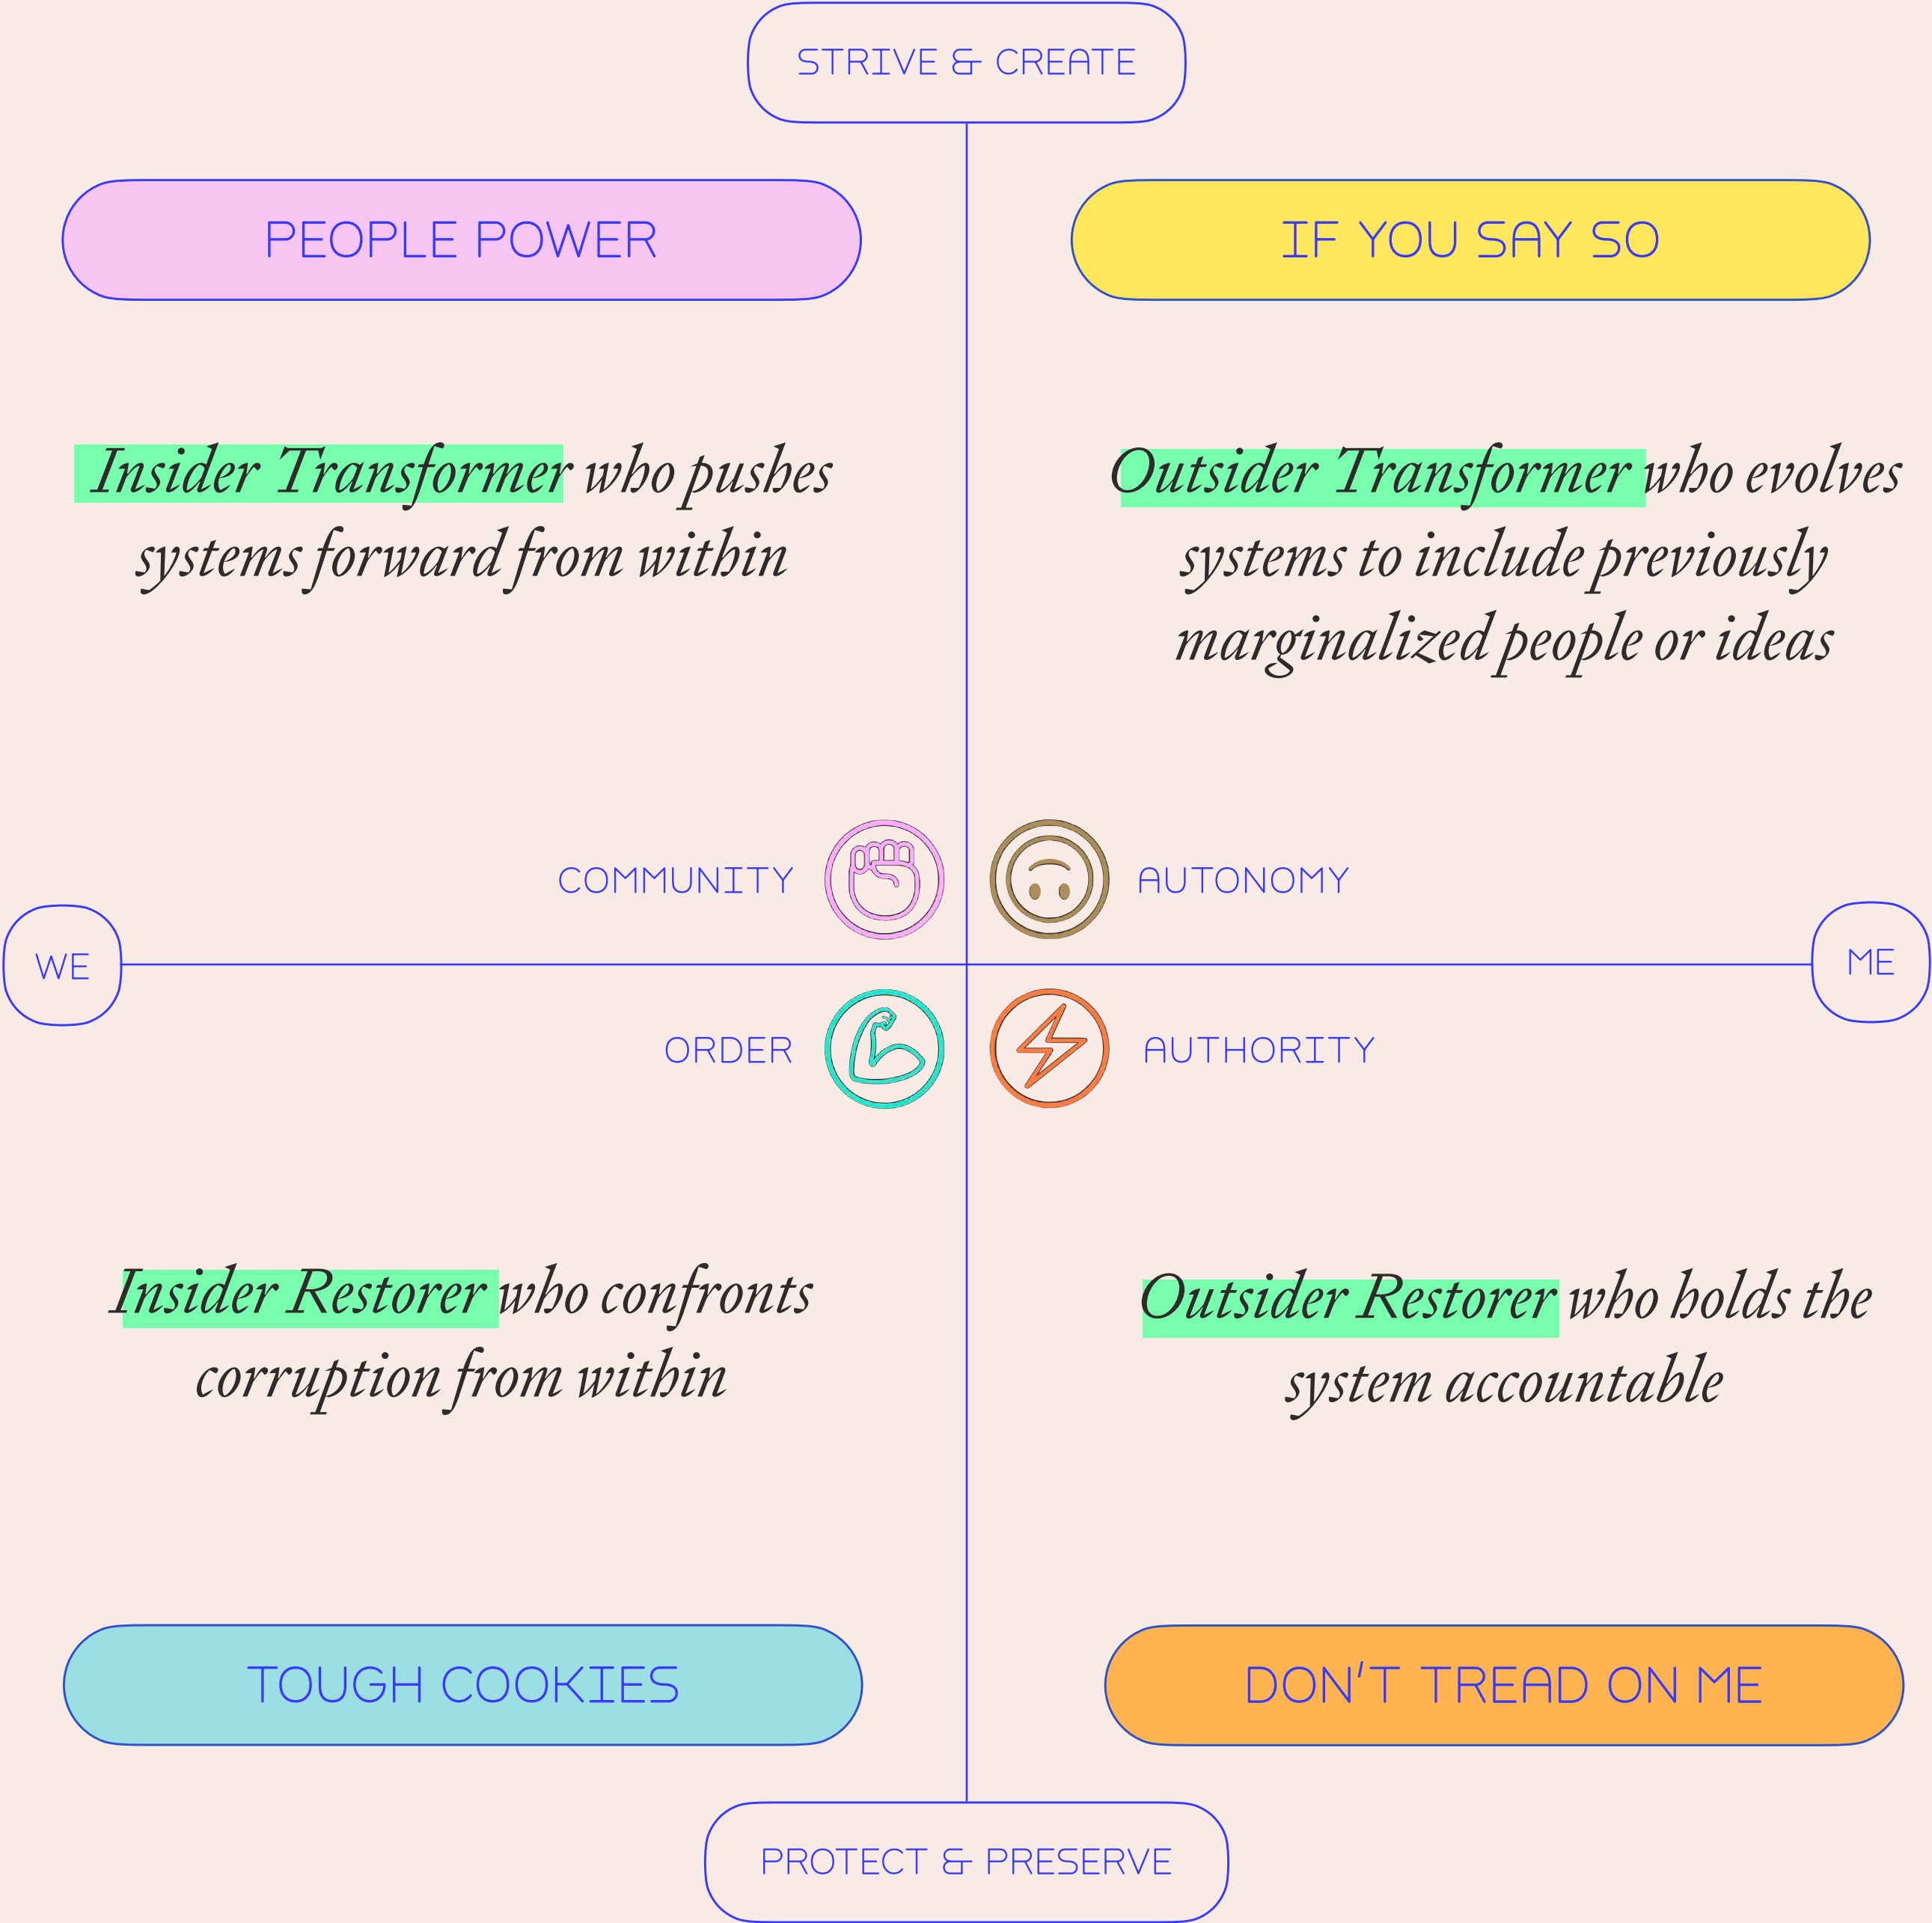 STRIVE & CREATE
PEOPLE POWER
IF YOU SAY SO
Insider Transformer who pushes
systems forward from within
Outsider Transformer who evolves
systems to include previously
marginalized people or ideas
COMMUNITY
AUTONOMY
WE
ME
ORDER
AUTHORITY
Insider Restorer who confronts
corruption from within
Outsider Restorer who holds the
system accountable
TOUGH COOKIES
DON'T TREAD ON ME
PROTECT & PRESERVE